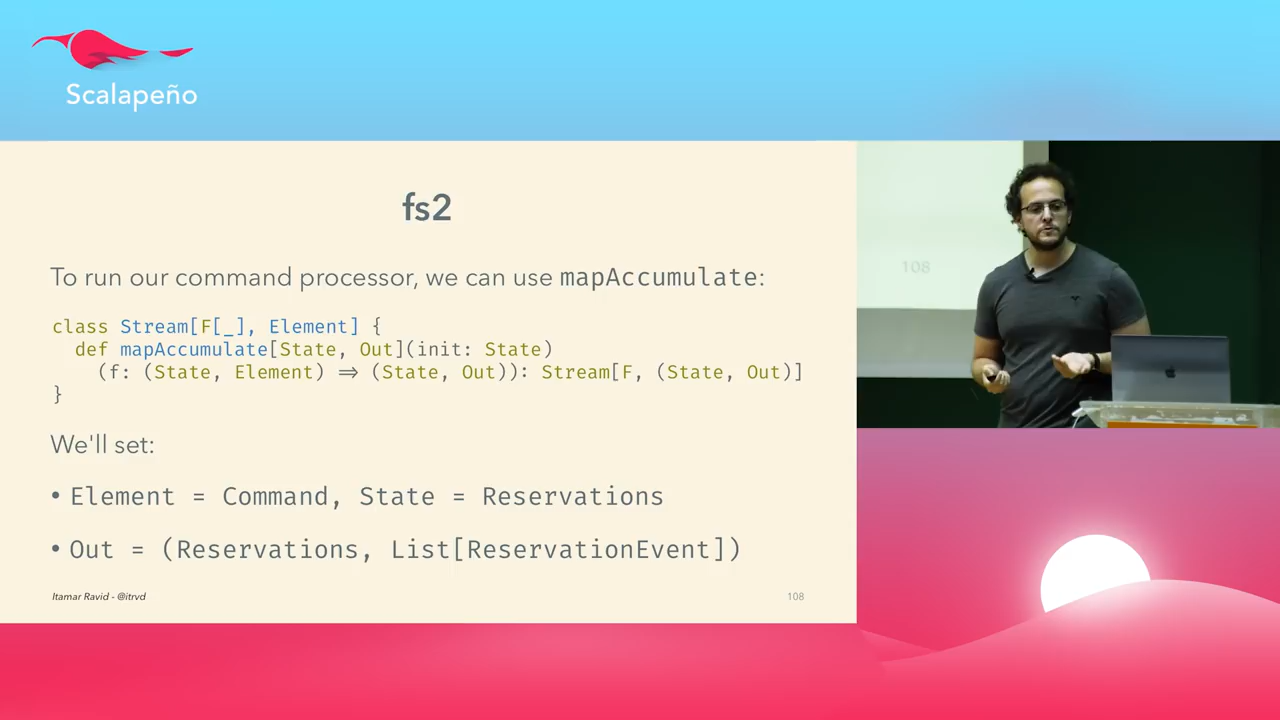 Scalapeño
fs2
To run our command processor, we can use mapAccumulate:
class Stream[F[_], Element] {
  def mapAccumulate[State, Out](init: State)
    (f: (State, Element) ⇒ (State, Out)): Stream[F, (State, Out)]
}
We'll set:
• Element = Command, State = Reservations
• Out = (Reservations, List[ReservationEvent])
Itamar Ravid - @itrvd
108
108